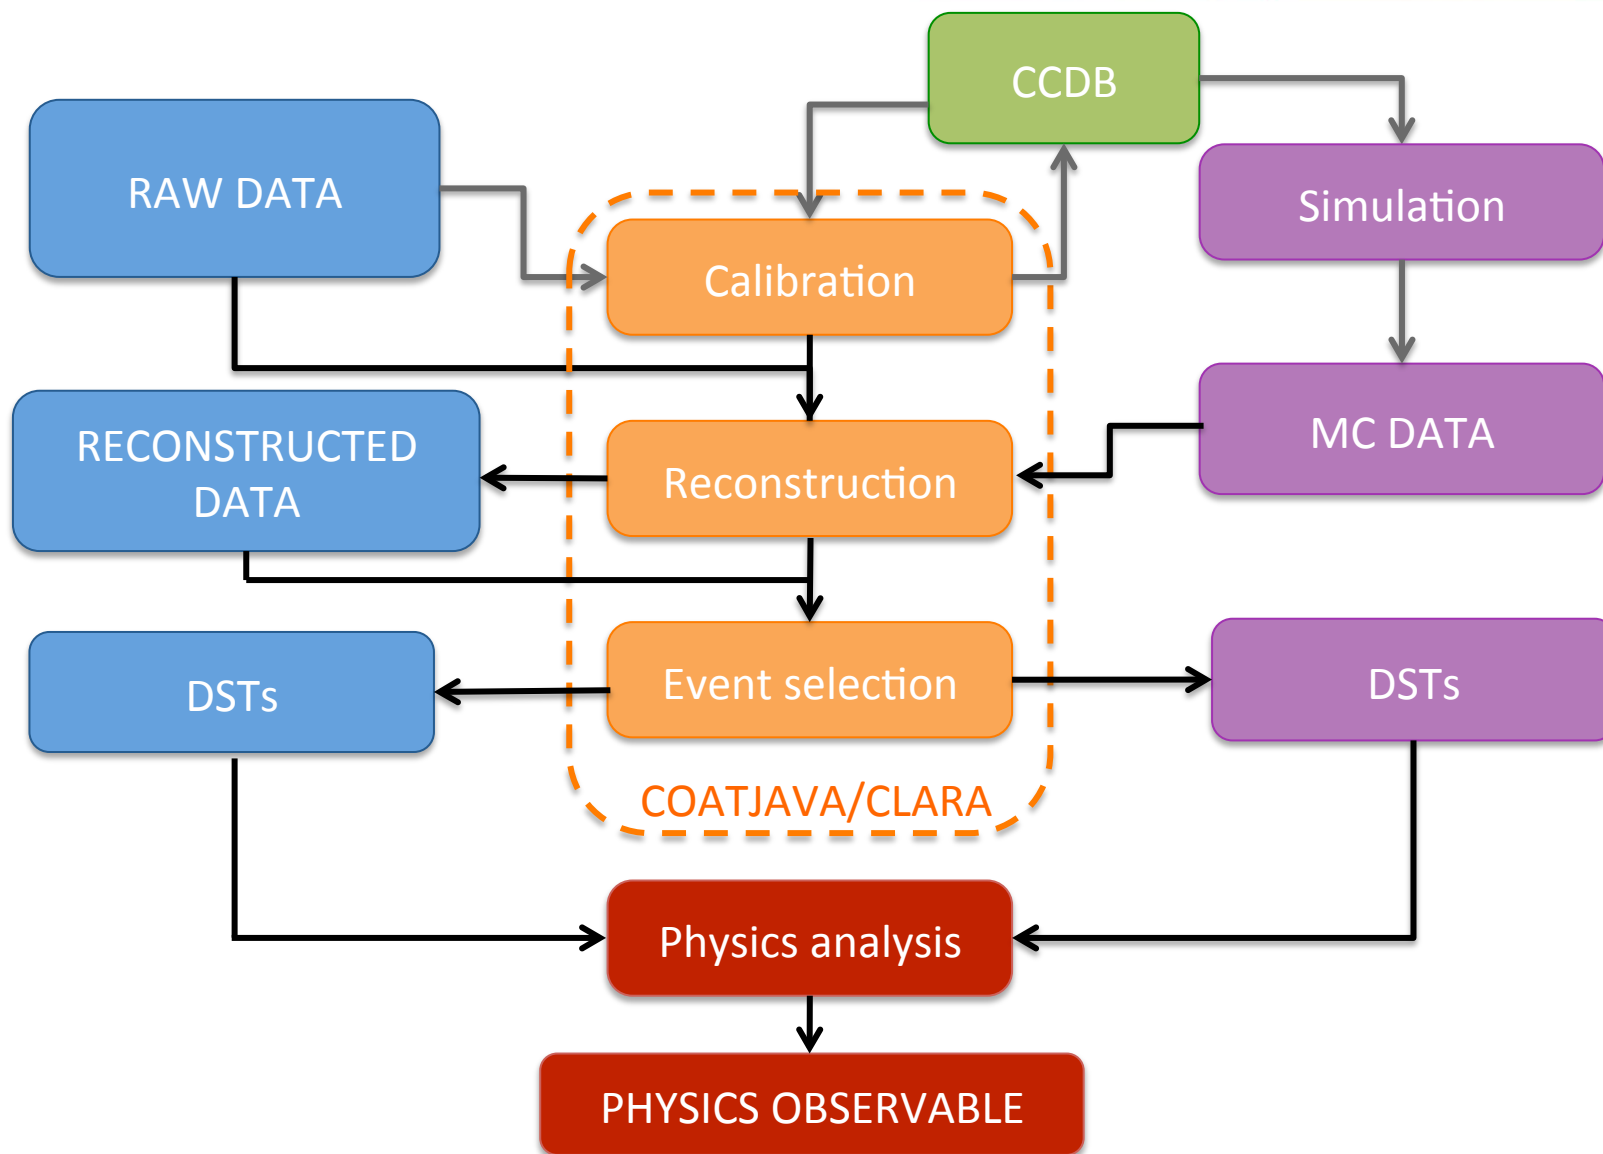 CCDB
RAW DATA
Simulation
Calibration
MC DATA
RECONSTRUCTED
DATA
Reconstruction
DSTs
Event selection
DSTs
COATJAVA/CLARA
Physics analysis
PHYSICS OBSERVABLE